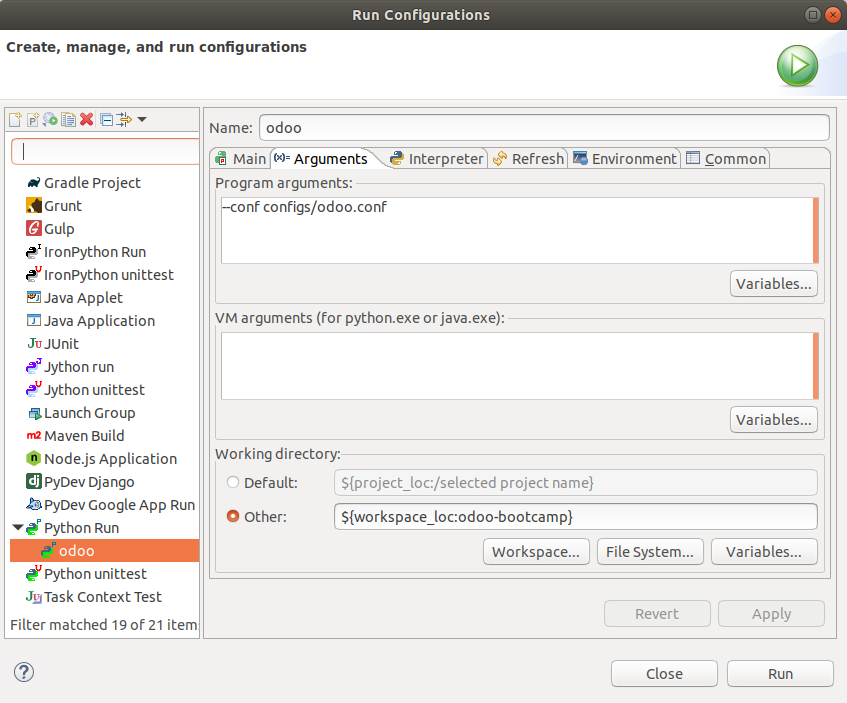 Run Configurations
Create, manage, and run configurations
Gradle Project
Grunt
Gulp
IronPython Run
IronPython unittest
Java Applet
Java Application
JUnit
Jython run
Jython unittest
Launch Group
m2 Maven Build
Node.js Application
dj PyDev Django
PyDev Google App Run
Python Run
odoo
Python unittest
Task Context Test
Filter matched 19 of 21 item
Name: odoo
Main (x)= Arguments Interpreter Refresh Environment Common
Program arguments:
--conf configs/odoo.conf
Variables...
VM arguments (for python.exe or java.exe):
Variables...
Working directory:
Default: ${project_loc:/selected project name}
Other: ${workspace_loc:odoo-bootcamp}
Workspace... File System... Variables...
Revert Apply
Close Run